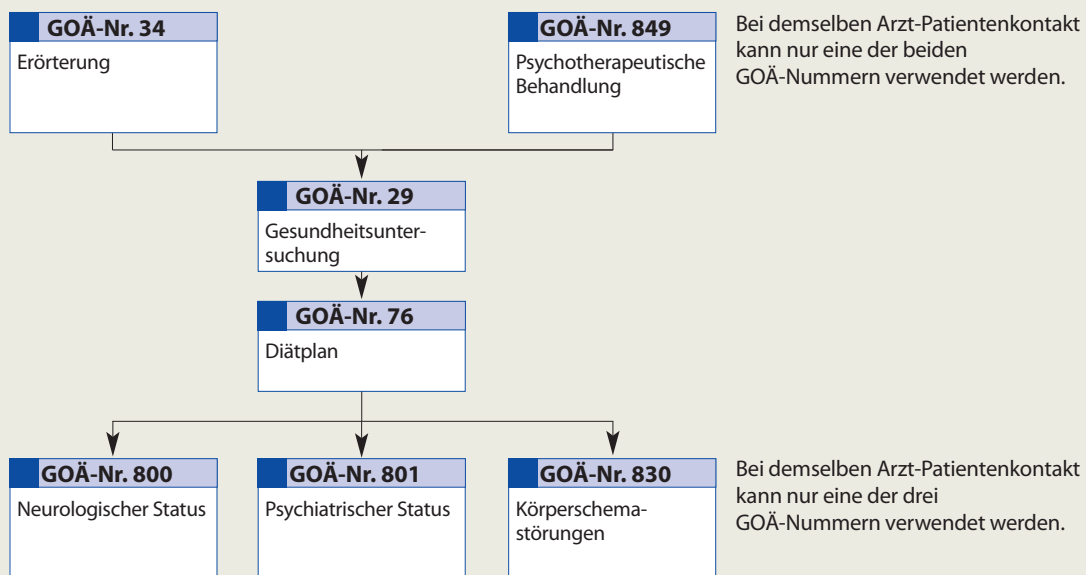 GOÄ-Nr. 34
Erörterung
GOÄ-Nr. 849
Psychotherapeutische
Behandlung
Bei demselben Arzt-Patientenkontakt
kann nur eine der beiden
GOÄ-Nummern verwendet werden.
GOÄ-Nr. 29
Gesundheitsunter-
suchung
GOÄ-Nr. 76
Diätplan
GOÄ-Nr. 800
Neurologischer Status
GOÄ-Nr. 801
Psychiatrischer Status
GOÄ-Nr. 830
Körperschema-
störungen
Bei demselben Arzt-Patientenkontakt
kann nur eine der drei
GOÄ-Nummern verwendet werden.